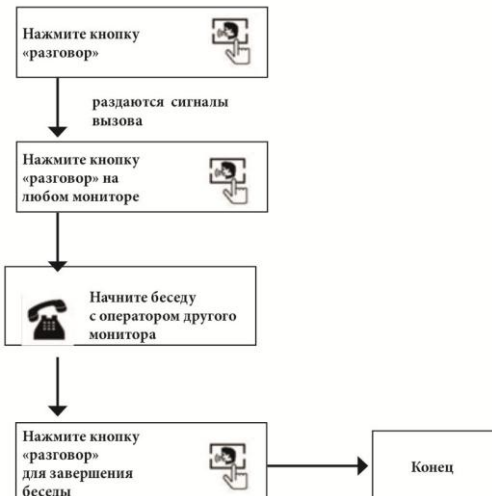 Нажмите кнопку
«разговор»
раздаются сигналы
вызова
Нажмите кнопку
«разговор» на
любом мониторе
Начните беседу
с оператором другого
монитора
Нажмите кнопку
«разговор»
для завершения
беседы
Конец